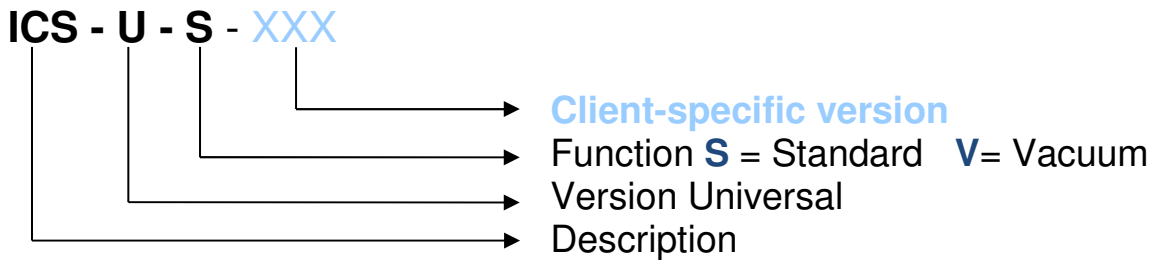 ICS - U - S - XXX
Client-specific version
Function S = Standard V= Vacuum
Version Universal
Description